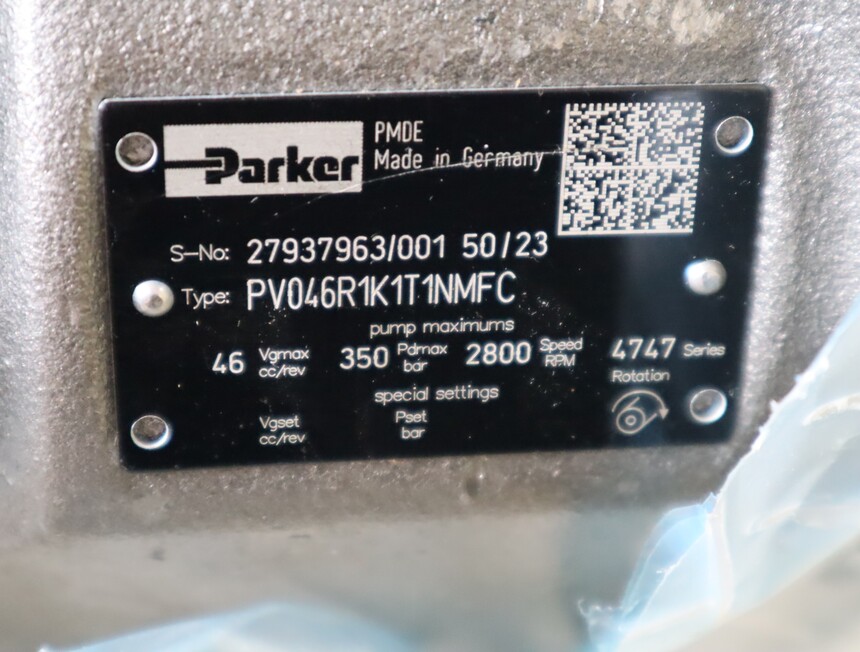 Parker
PMDE
Made in Germany
S-No: 27937963/001 50/23
Type: PV046R1K1T1NMFC
pump maximums
46 Vgmax cc/rev 350 Pdmax bar 2800 Speed RPM 4747 Series
Rotation
special settings
Vgset cc/rev Pset bar